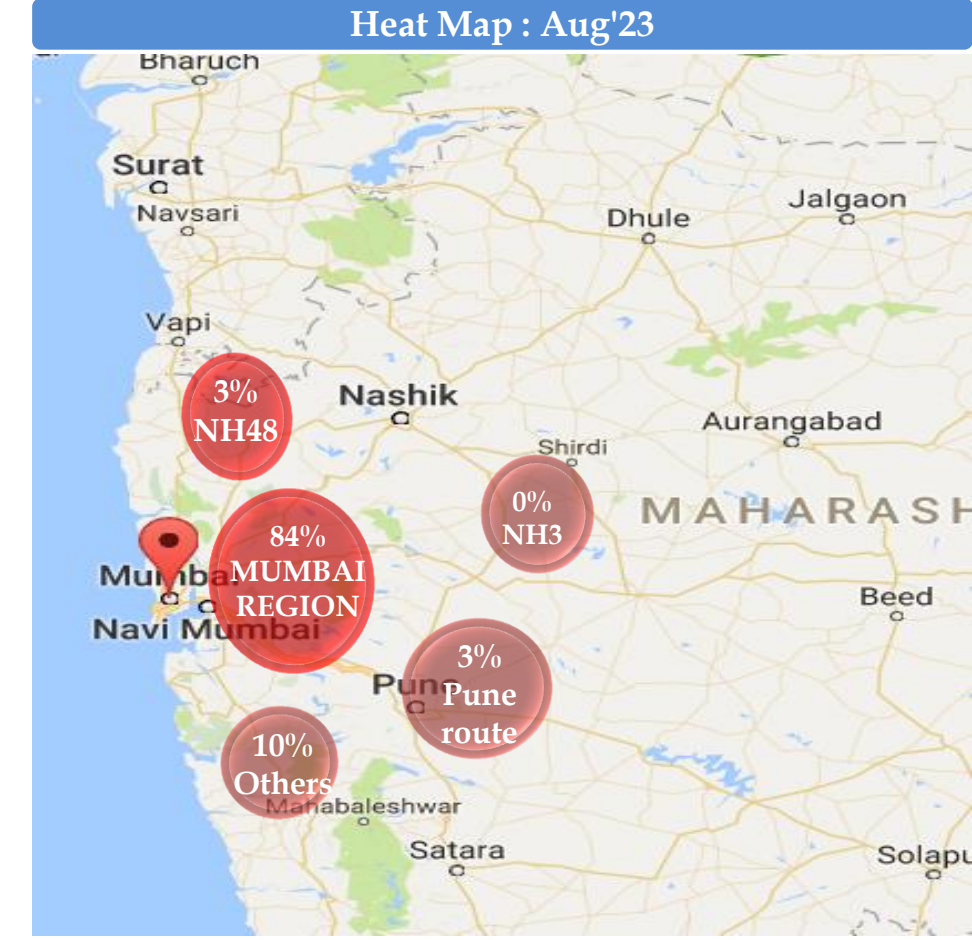 Heat Map : Aug'23
Bharuch
Surat
Navsari
Dhule
Jalgaon
Vapi
3%
NH48
Nashik
Aurangabad
Shirdi
0%
NH3
MAHARASH
84%
MUMBAI
REGION
Mumbai
Navi Mumbai
Beed
3%
Pune
route
Pune
10%
Others
Mahabaleshwar
Satara
Solapu